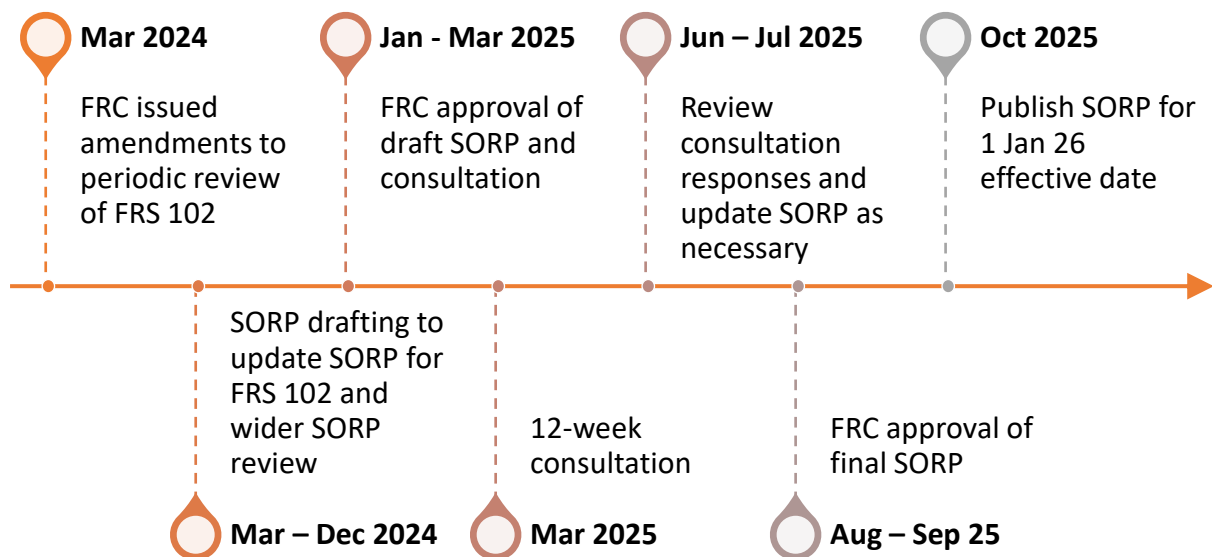 Mar 2024
FRC issued
amendments to
periodic review
of FRS 102
Jan - Mar 2025
FRC approval of
draft SORP and
consultation
Jun – Jul 2025
Review
consultation
responses and
update SORP as
necessary
Oct 2025
Publish SORP for
1 Jan 26
effective date
SORP drafting to
update SORP for
FRS 102 and
wider SORP
review
Mar – Dec 2024
12-week
consultation
Mar 2025
FRC approval of
final SORP
Aug – Sep 25